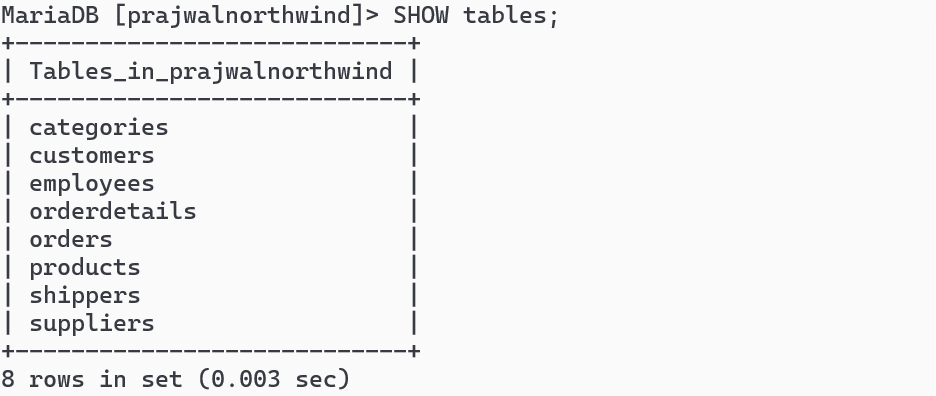 MariaDB [prajwalnorthwind]> SHOW tables;
+----------------------------+
| Tables_in_prajwalnorthwind |
+----------------------------+
| categories                 |
| customers                  |
| employees                  |
| orderdetails               |
| orders                     |
| products                   |
| shippers                   |
| suppliers                  |
+----------------------------+
8 rows in set (0.003 sec)